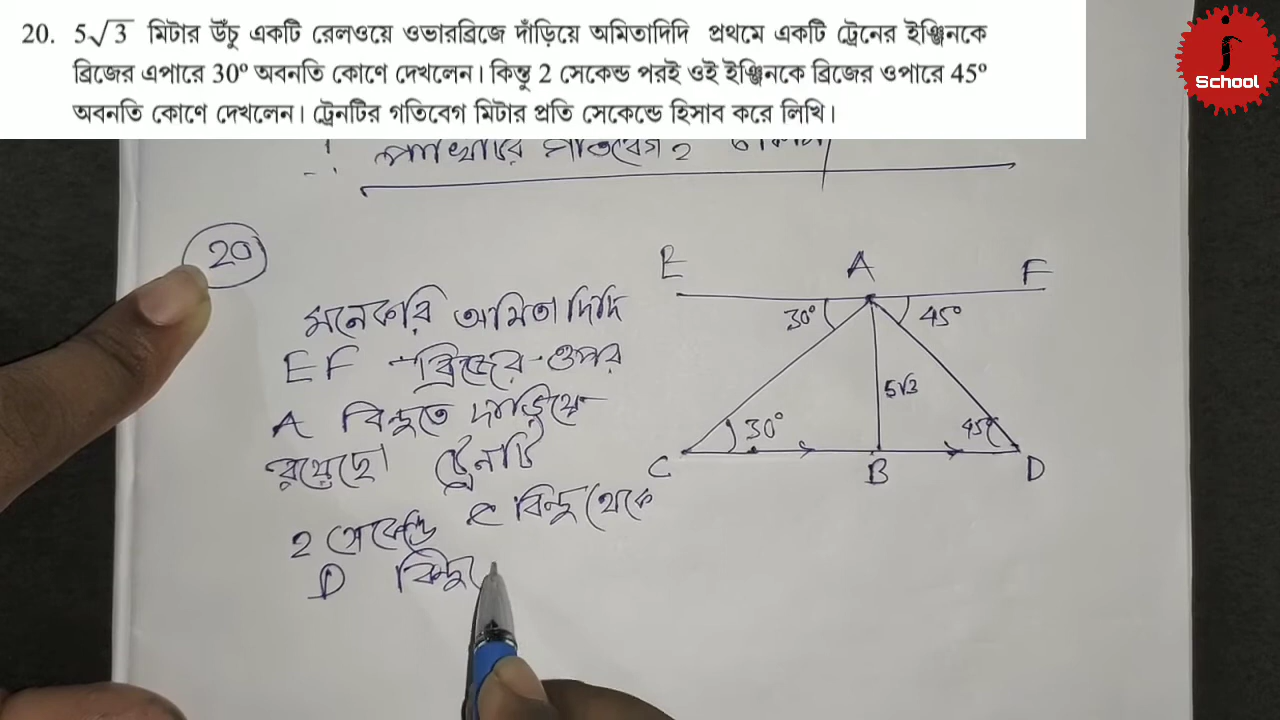 20. 5√3 মিটার উঁচু একটি রেলওয়ে ওভারব্রিজে দাঁড়িয়ে অমিতাদিদি প্রথমে একটি ট্রেনের ইঞ্জিনকে
ব্রিজের এপারে 30° অবনতি কোণে দেখলেন। কিন্তু 2 সেকেন্ড পরই ওই ইঞ্জিনকে ব্রিজের ওপারে 45°
অবনতি কোণে দেখলেন। ট্রেনটির গতিবেগ মিটার প্রতি সেকেন্ডে হিসাব করে লিখি।
School
20
মনেকরি অমিতা দিদি
EF ব্রিজের ওপর
A বিন্দুতে দাঁড়িয়ে
রয়েছে। ট্রেনটি
2 সেকেন্ডে C বিন্দু থেকে
D
E A F
30° 45°
5√3
30° 45°
C B D